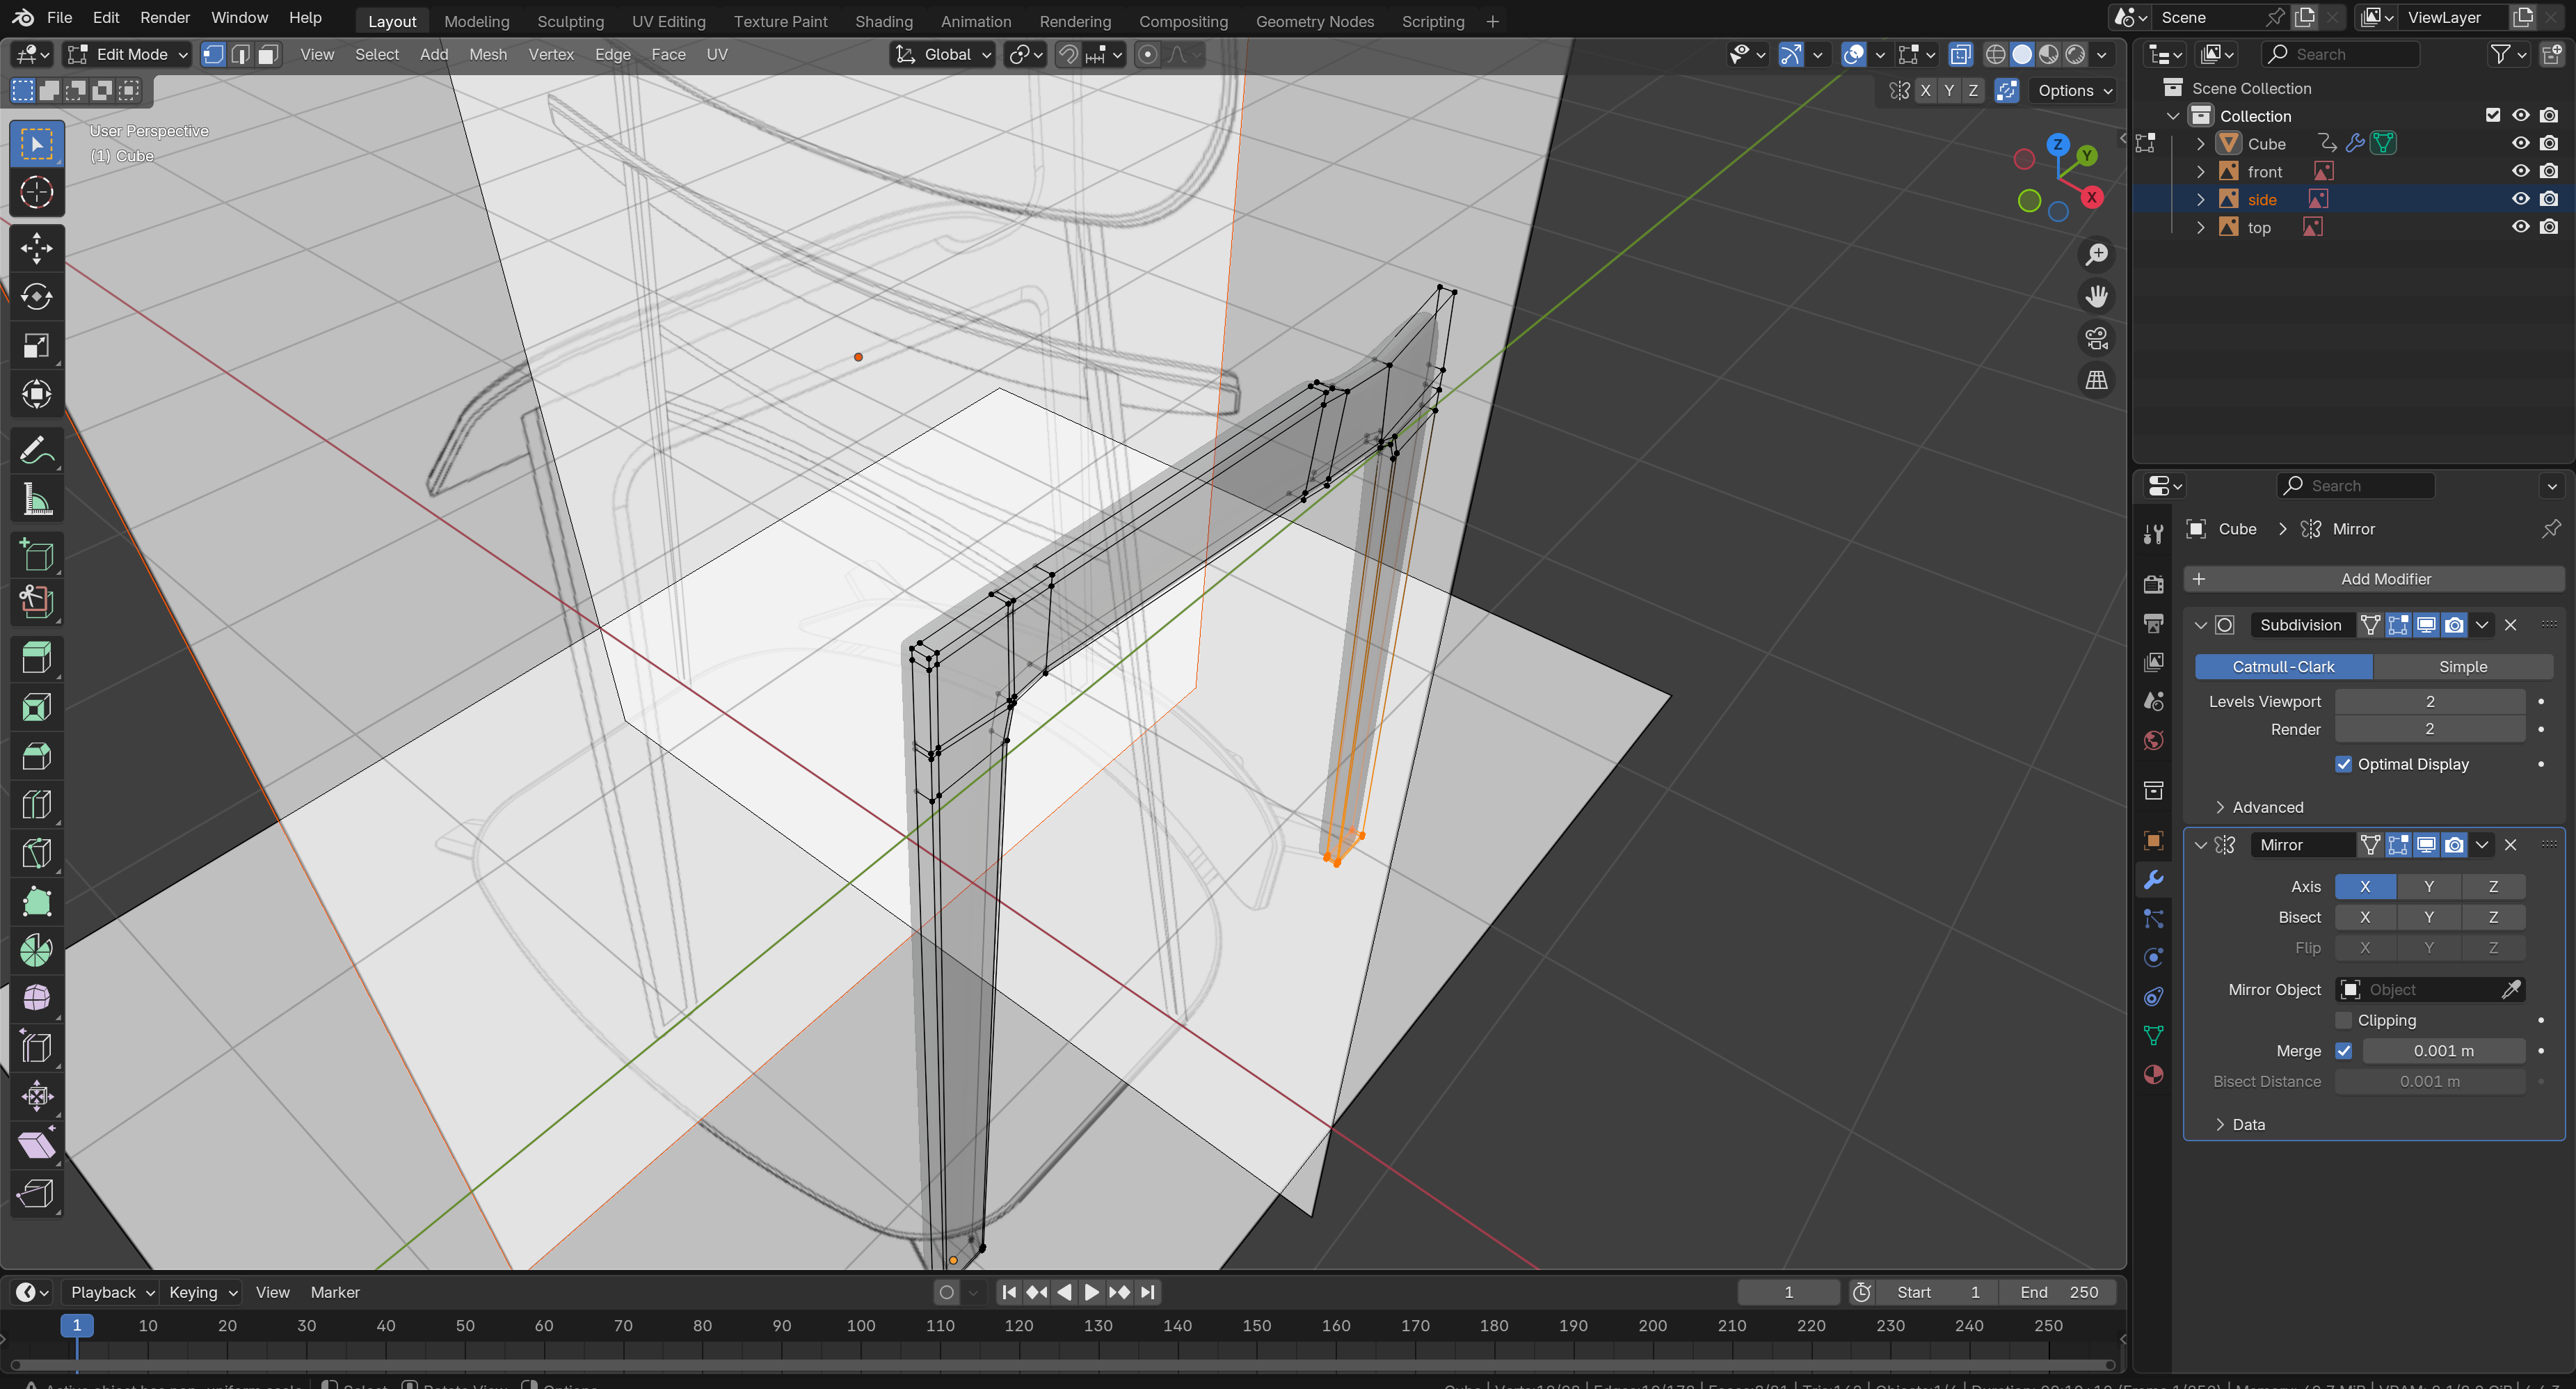 File Edit Render Window Help Layout Modeling Sculpting UV Editing Texture Paint Shading Animation Rendering Compositing Geometry Nodes Scripting + Scene ViewLayer
Edit Mode View Select Add Mesh Vertex Edge Face UV Global Search
X Y Z Options
User Perspective
(1) Cube
Z Y X
Scene Collection
Collection
Cube
front
side
top
Search
Cube > Mirror
+ Add Modifier
Subdivision
Catmull-Clark Simple
Levels Viewport 2
Render 2
Optimal Display
Advanced
Mirror
Axis X Y Z
Bisect X Y Z
Flip X Y Z
Mirror Object Object
Clipping
Merge 0.001 m
Bisect Distance 0.001 m
Data
Playback Keying View Marker 1 Start 1 End 250
1 10 20 30 40 50 60 70 80 90 100 110 120 130 140 150 160 170 180 190 200 210 220 230 240 250